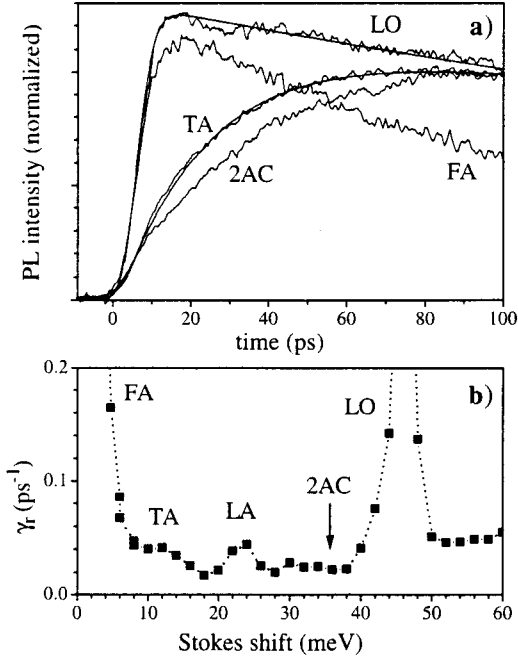 a)
LO
TA
2AC
FA
PL intensity (normalized)
0 20 40 60 80 100
time (ps)
b)
0.2
0.1
0.0
FA
TA
LA
2AC
LO
γr (ps-1)
0 10 20 30 40 50 60
Stokes shift (meV)